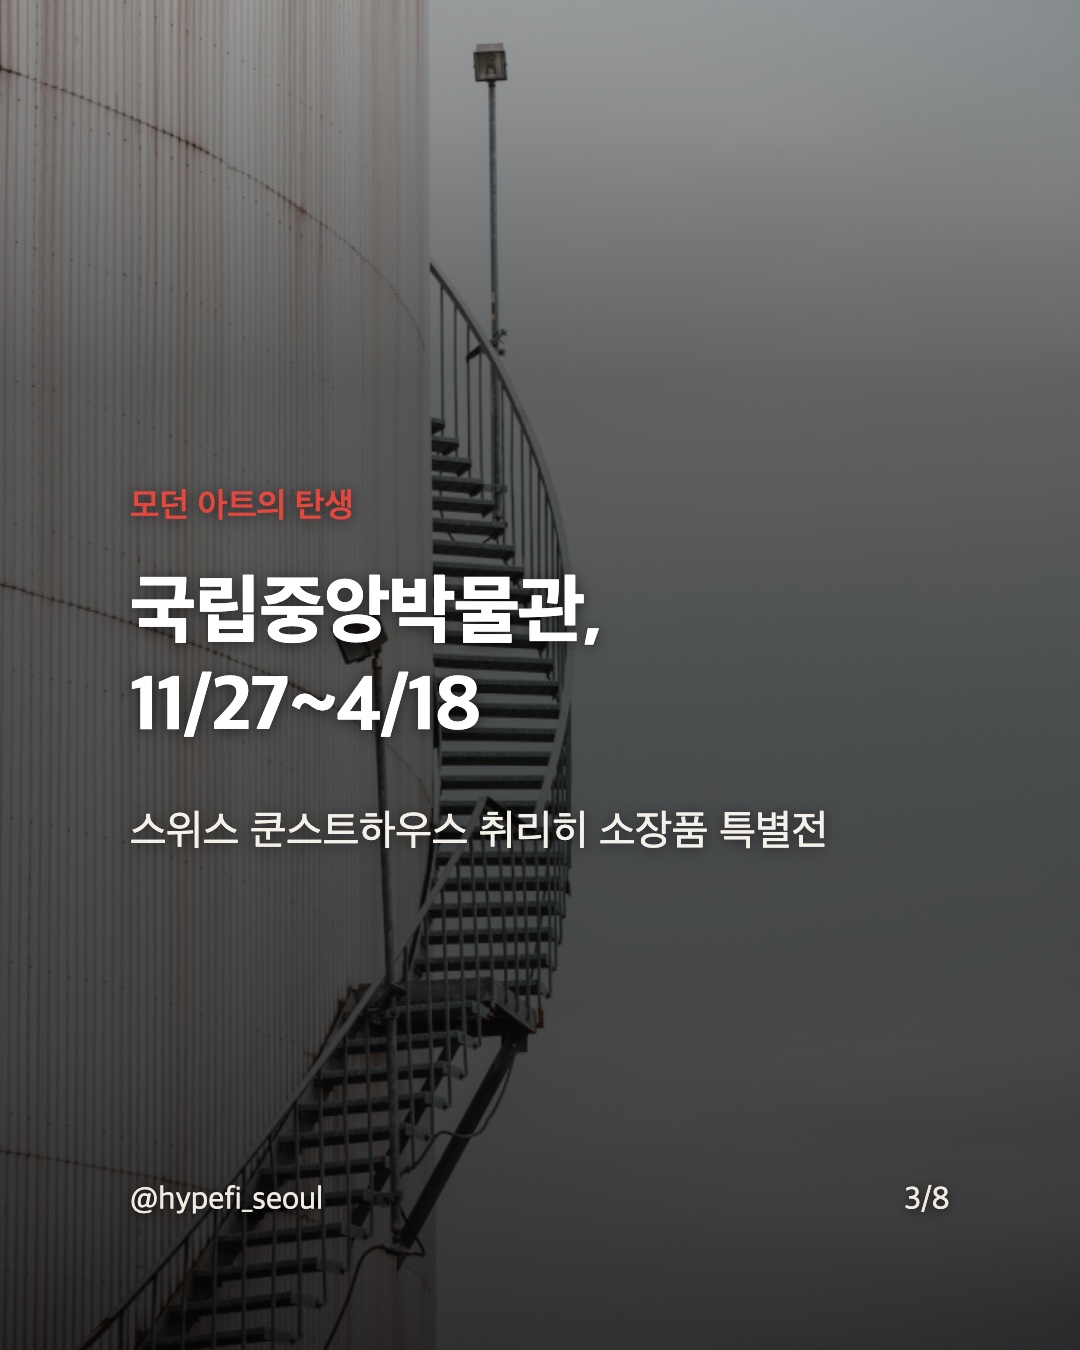 모던 아트의 탄생
국립중앙박물관,
11/27~4/18
스위스 쿤스트하우스 취리히 소장품 특별전
@hypefi_seoul
3/8